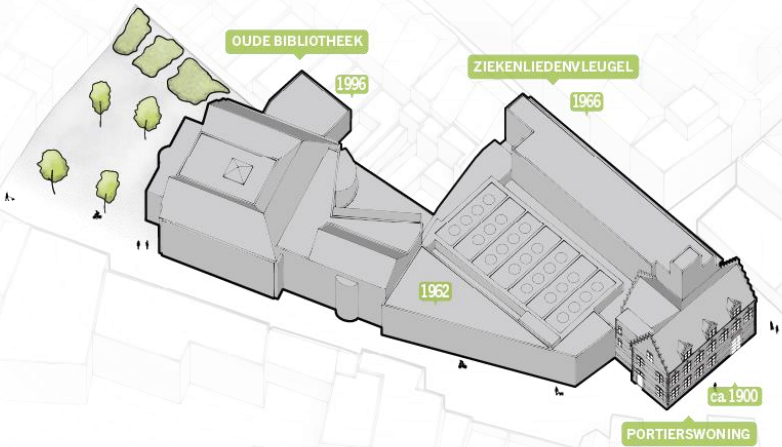 OUDE BIBLIOTHEEK
1996
ZIEKENLIEDENVLEUGEL
1966
1962
ca. 1900
PORTIERSWONING